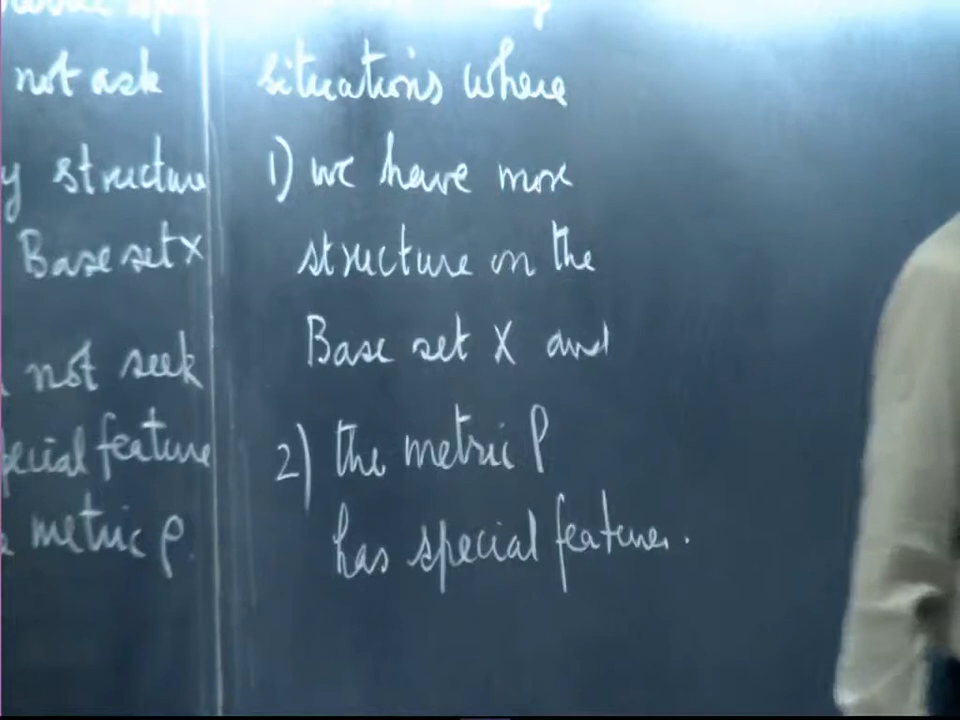 not ask
y structure
Base set X
not seek
pecial feature
metric ρ.
situations where
1) we have more
structure on the
Base set X and
2) the metric ρ
has special features.